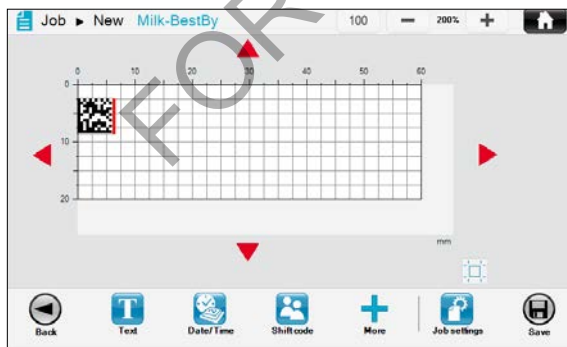 Job ► New Milk-BestBy 100 200%
FOR
0 10 20 30 40 50 60
0
10
20
mm
Back Text Date/Time Shift code More Job settings Save